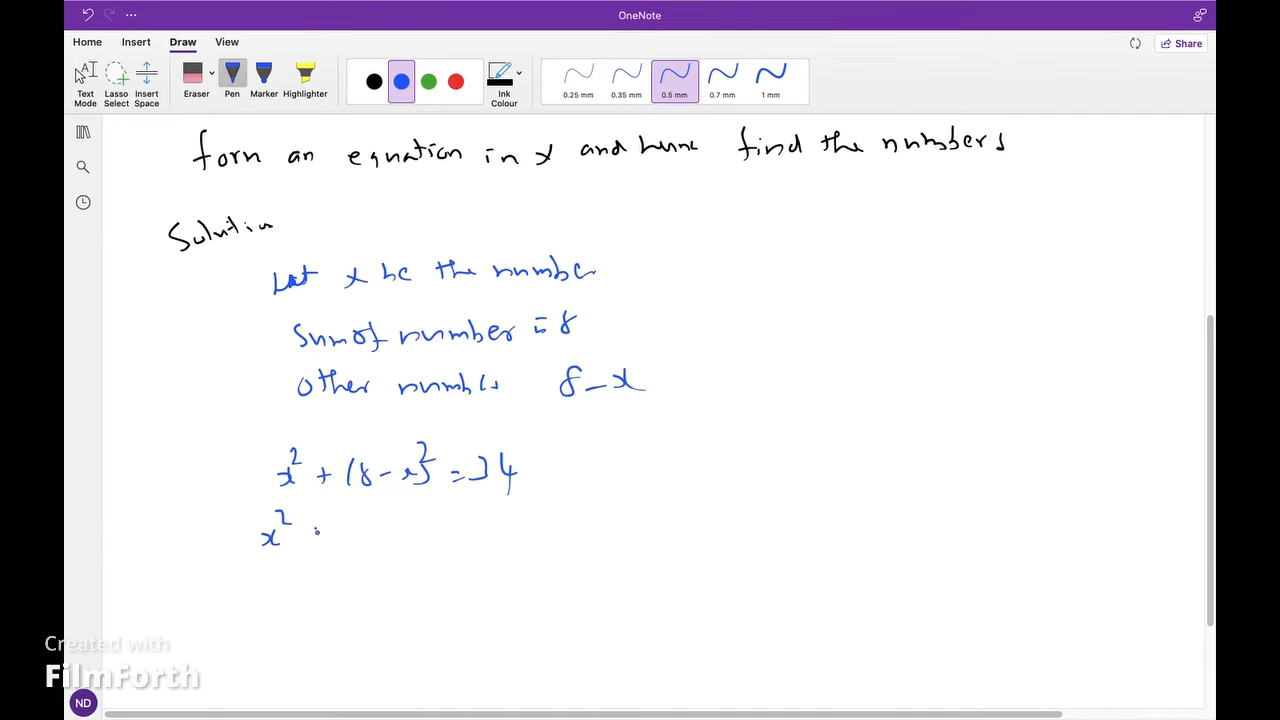 OneNote
Home Insert Draw View
Share
Text Mode Lasso Select Insert Space Eraser Pen Marker Highlighter Ink Colour 0.25 mm 0.35 mm 0.5 mm 0.7 mm 1 mm
form an equation in x and hence find the numbers
Solution
Let x be the number
Sum of number = 8
Other number 8 - x
x² + (8 - x)² = 34
x²
Created with
FilmForth
ND